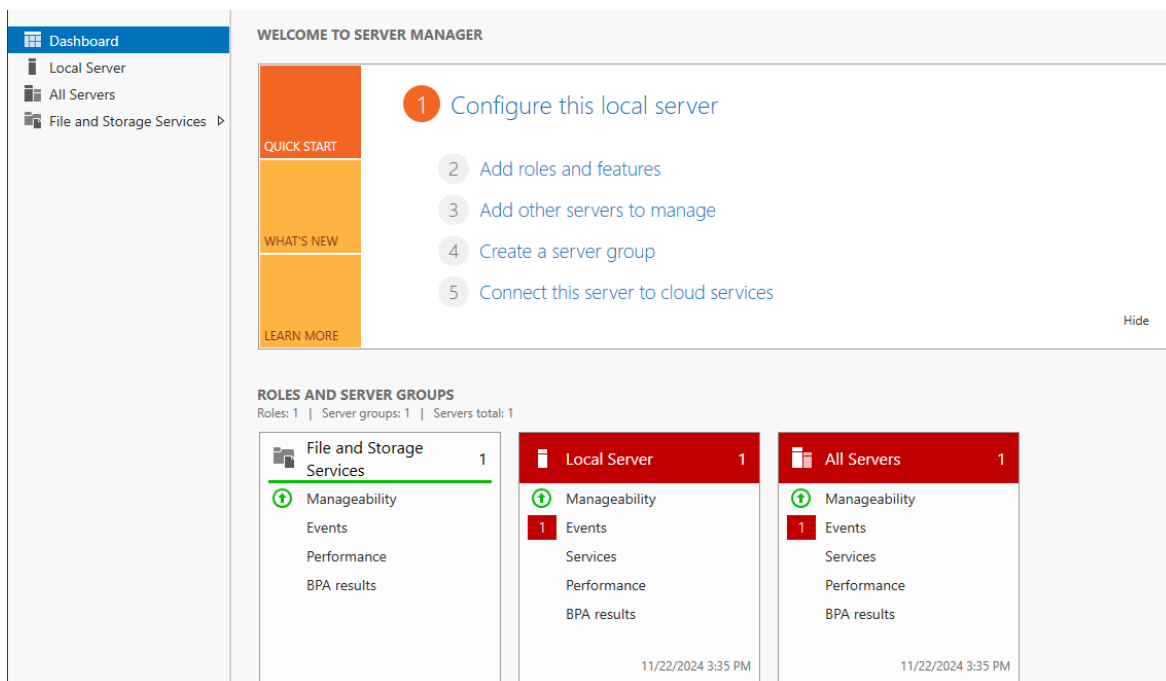 Dashboard
Local Server
All Servers
File and Storage Services
WELCOME TO SERVER MANAGER
QUICK START
WHAT'S NEW
LEARN MORE
1 Configure this local server
2 Add roles and features
3 Add other servers to manage
4 Create a server group
5 Connect this server to cloud services
Hide
ROLES AND SERVER GROUPS
Roles: 1 | Server groups: 1 | Servers total: 1
File and Storage
Services 1
Manageability
Events
Performance
BPA results
Local Server 1
Manageability
1 Events
Services
Performance
BPA results
11/22/2024 3:35 PM
All Servers 1
Manageability
1 Events
Services
Performance
BPA results
11/22/2024 3:35 PM